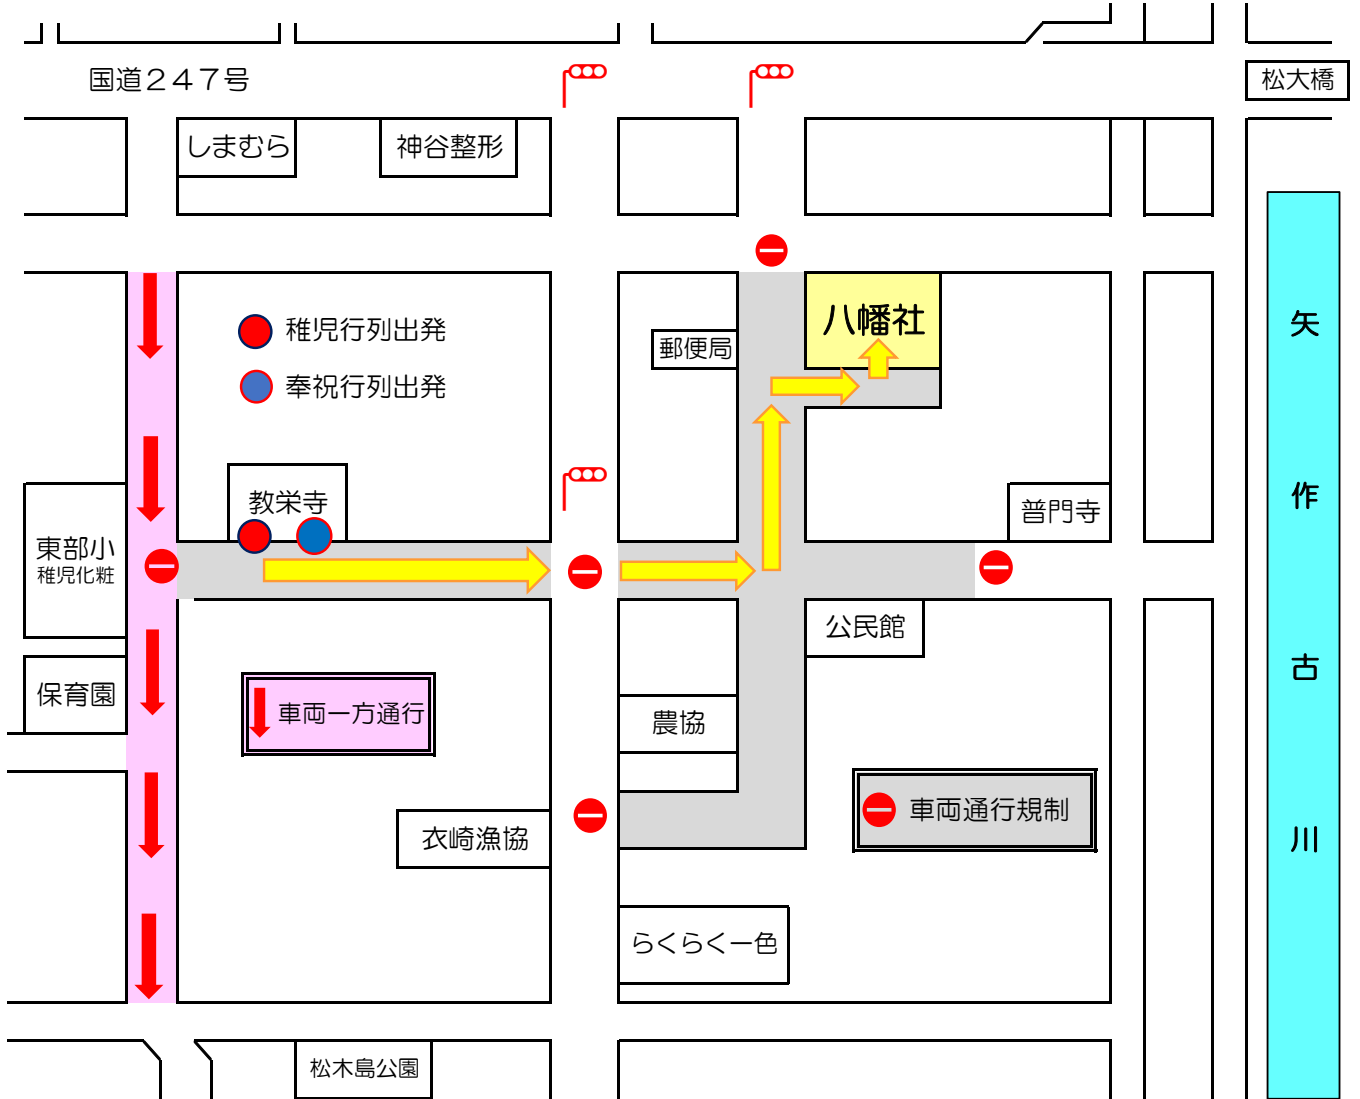 国道２４７号
松大橋
しまむら
神谷整形
稚児行列出発
奉祝行列出発
郵便局
八幡社
教栄寺
普門寺
東部小
稚児化粧
保育園
公民館
車両一方通行
農協
衣崎漁協
車両通行規制
らくらく一色
松木島公園
矢
作
古
川